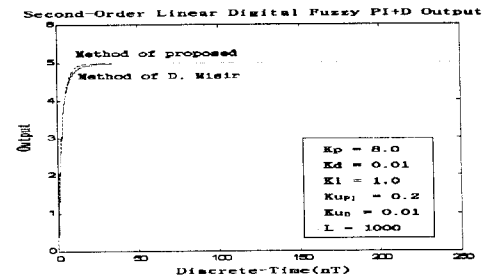 Second-Order Linear Digital Fuzzy PI+D Output
6
5
4
3
2
1
0
Output
Method of proposed
Method of D. Misir
Kp = 8.0
Kd = 0.01
Ki = 1.0
KuPI = 0.2
KuD = 0.01
L = 1000
0 50 100 150 200 250
Discrete-Time(nT)